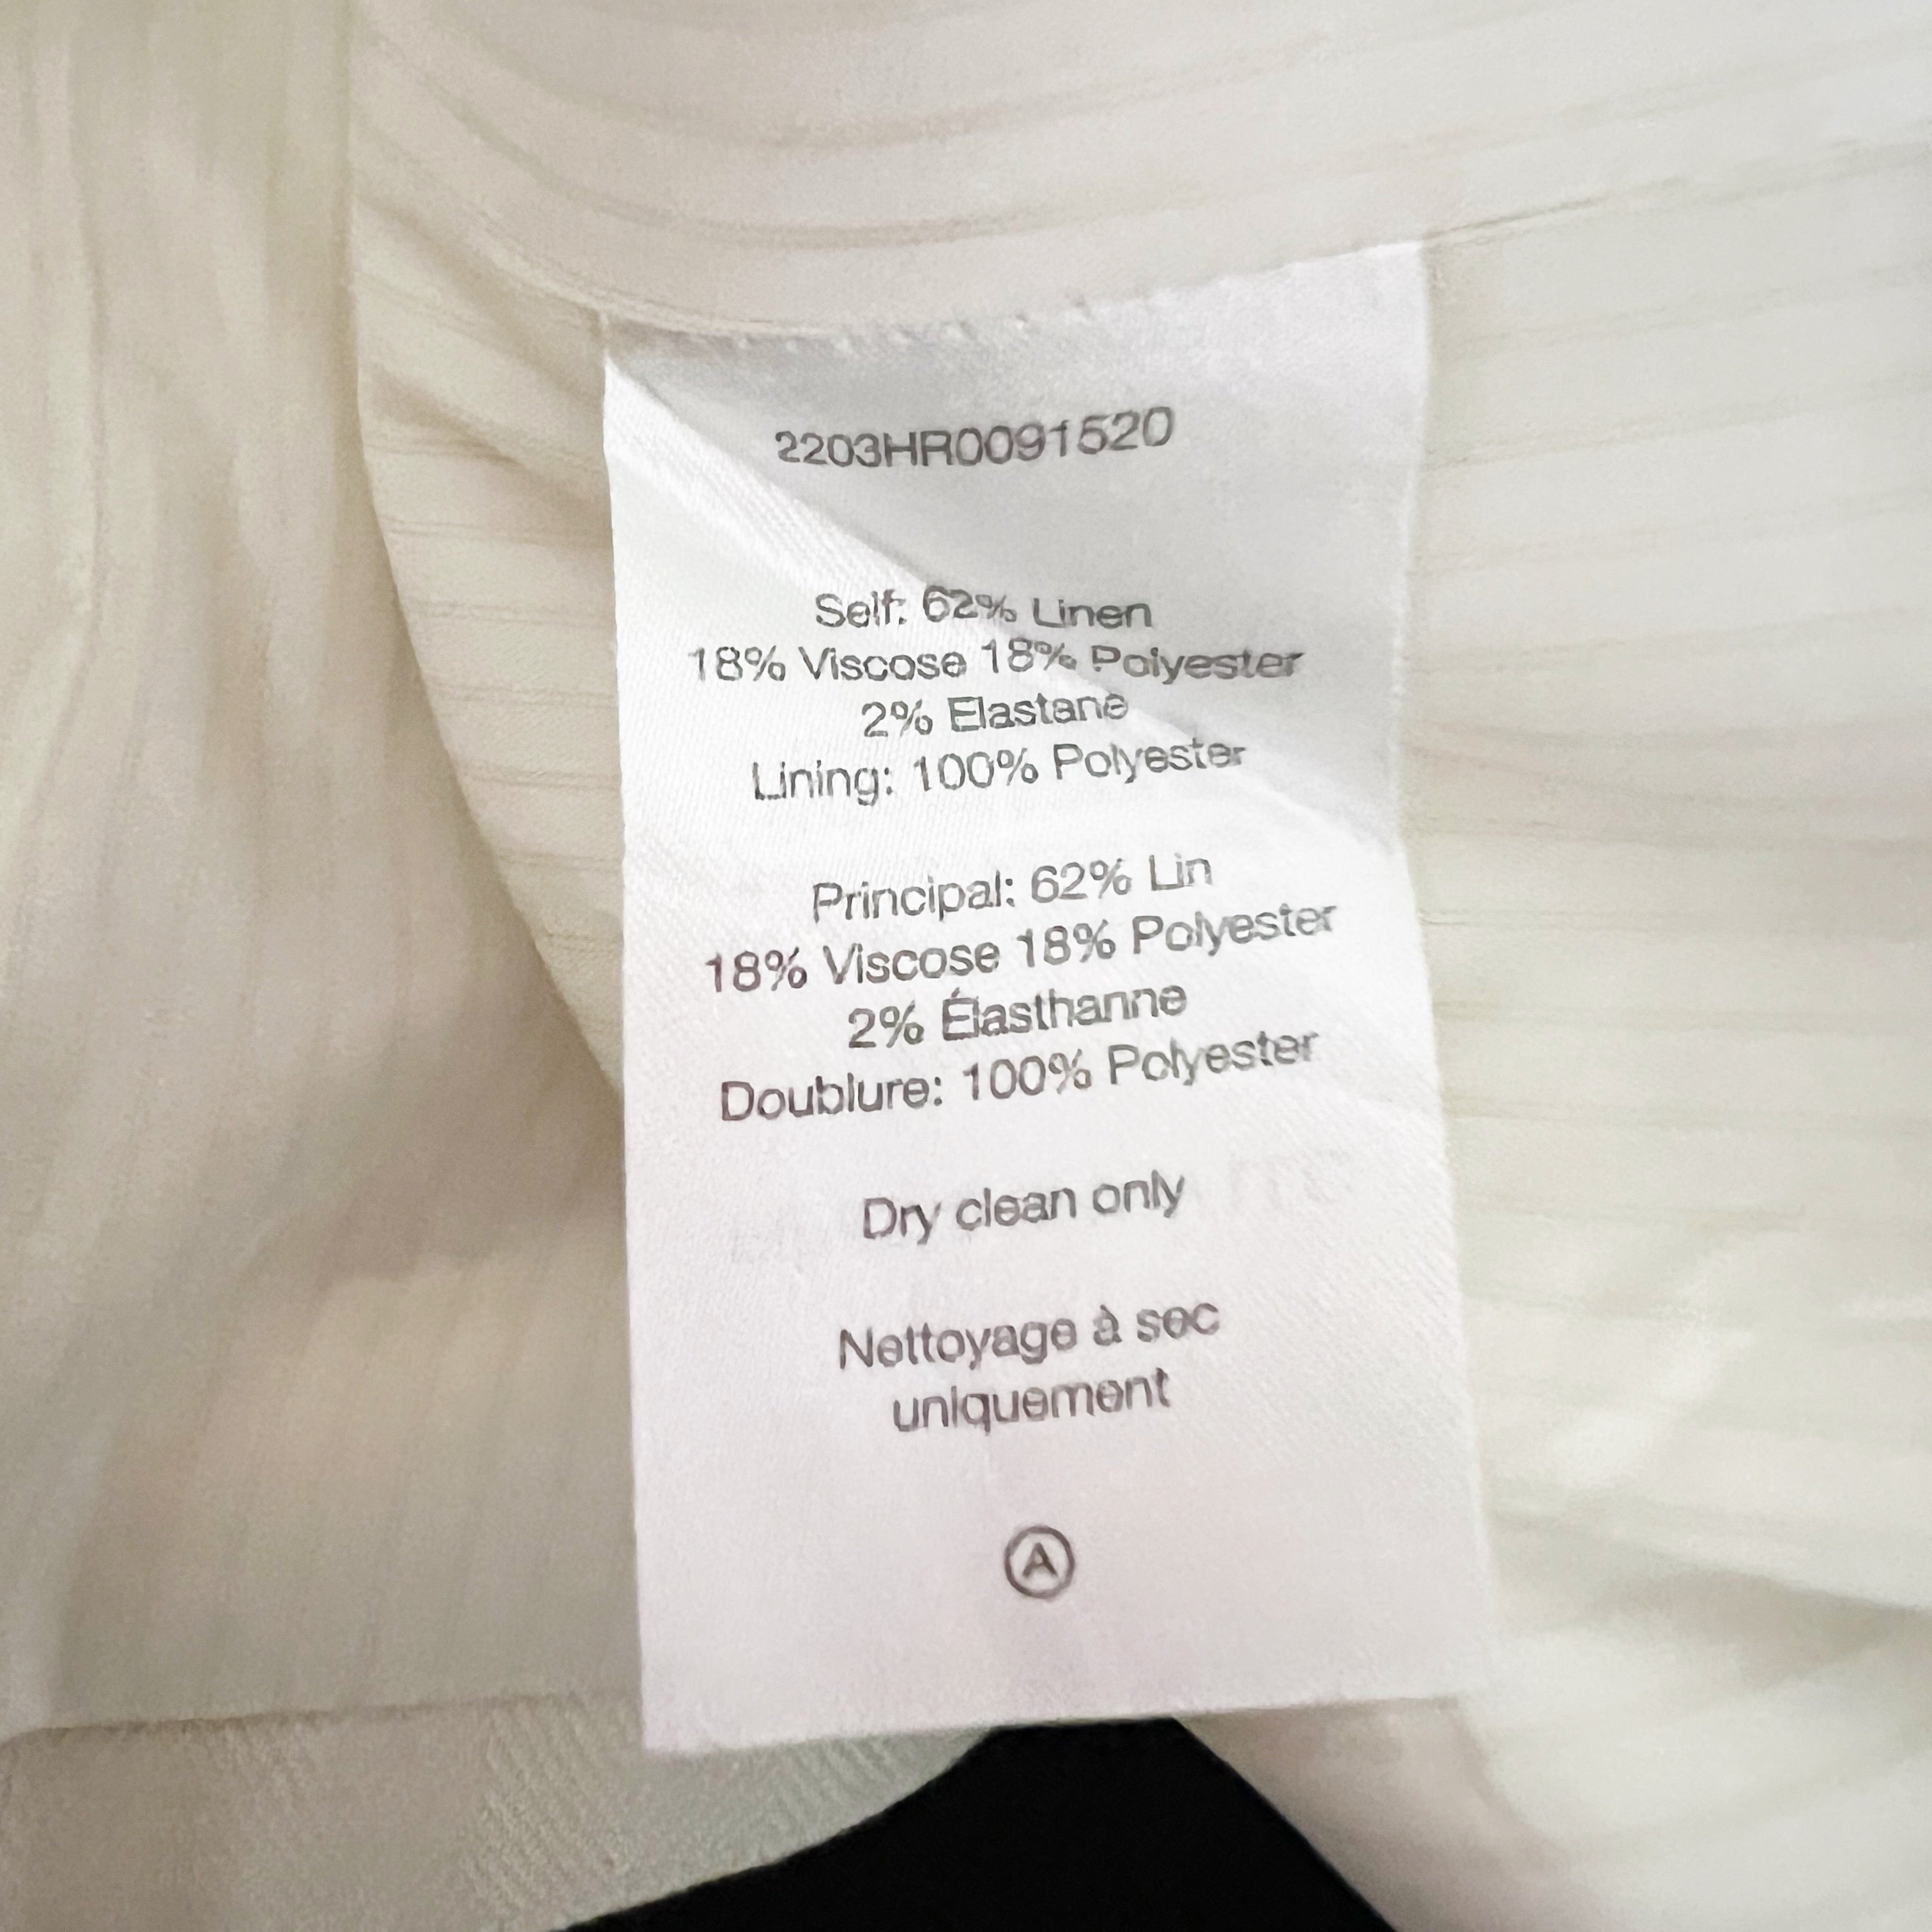 2203HR0091520
Self: 62% Linen
18% Viscose 18% Polyester
2% Elastane
Lining: 100% Polyester
Principal: 62% Lin
18% Viscose 18% Polyester
2% Élasthanne
Doublure: 100% Polyester
Dry clean only
Nettoyage à sec
uniquement
A